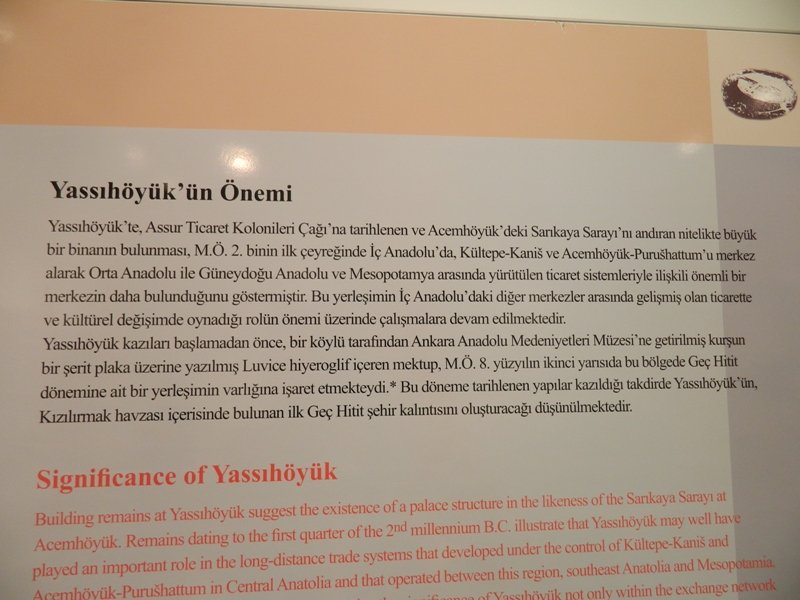 Yassıhöyük’ün Önemi
Yassıhöyük’te, Assur Ticaret Kolonileri Çağı’na tarihlenen ve Acemhöyük’deki Sarıkaya Sarayı’nı andıran nitelikte büyük
bir binanın bulunması, M.Ö. 2. binin ilk çeyreğinde İç Anadolu’da, Kültepe-Kaniš ve Acemhöyük-Purušhattum’u merkez
alarak Orta Anadolu ile Güneydoğu Anadolu ve Mesopotamya arasında yürütülen ticaret sistemleriyle ilişkili önemli bir
merkezin daha bulunduğunu göstermiştir. Bu yerleşimin İç Anadolu’daki diğer merkezler arasında gelişmiş olan ticarette
ve kültürel değişimde oynadığı rolün önemi üzerinde çalışmalara devam edilmektedir.
Yassıhöyük kazıları başlamadan önce, bir köylü tarafından Ankara Anadolu Medeniyetleri Müzesi’ne getirilmiş kurşun
bir şerit plaka üzerine yazılmış Luvice hiyeroglif içeren mektup, M.Ö. 8. yüzyılın ikinci yarısıda bu bölgede Geç Hitit
dönemine ait bir yerleşimin varlığına işaret etmekteydi.* Bu döneme tarihlenen yapılar kazıldığı takdirde Yassıhöyük’ün,
Kızılırmak havzası içerisinde bulunan ilk Geç Hitit şehir kalıntısını oluşturacağı düşünülmektedir.
Significance of Yassıhöyük
Building remains at Yassıhöyük suggest the existence of a palace structure in the likeness of the Sarıkaya Sarayı at
Acemhöyük. Remains dating to the first quarter of the 2nd millennium B.C. illustrate that Yassıhöyük may well have
played an important role in the long-distance trade systems that developed under the control of Kültepe-Kaniš and
Acemhöyük-Purušhattum in Central Anatolia and that operated between this region, southeast Anatolia and Mesopotamia.
significance of Yassıhöyük not only within the exchange network